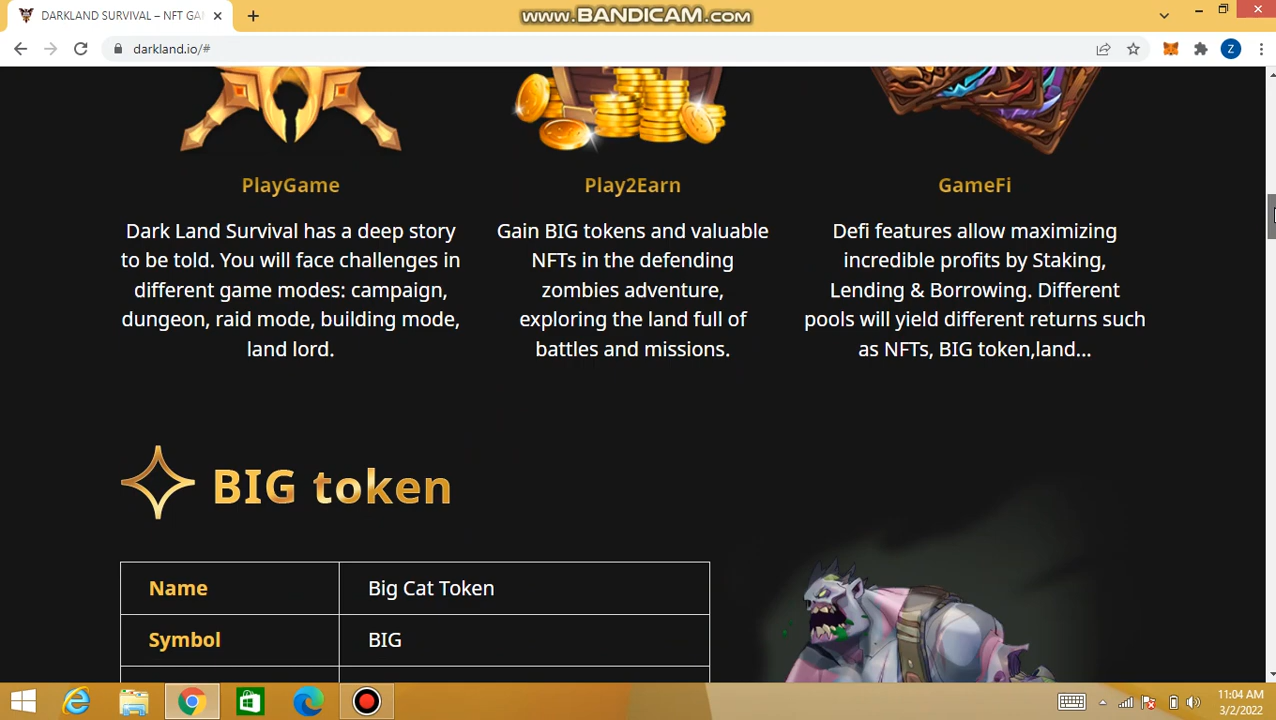 DARKLAND SURVIVAL – NFT GA
www.BANDICAM.com
darkland.io/#
Z
PlayGame
Dark Land Survival has a deep story
to be told. You will face challenges in
different game modes: campaign,
dungeon, raid mode, building mode,
land lord.
Play2Earn
Gain BIG tokens and valuable
NFTs in the defending
zombies adventure,
exploring the land full of
battles and missions.
GameFi
Defi features allow maximizing
incredible profits by Staking,
Lending & Borrowing. Different
pools will yield different returns such
as NFTs, BIG token,land...
BIG token
Name Big Cat Token
Symbol BIG
11:04 AM
3/2/2022